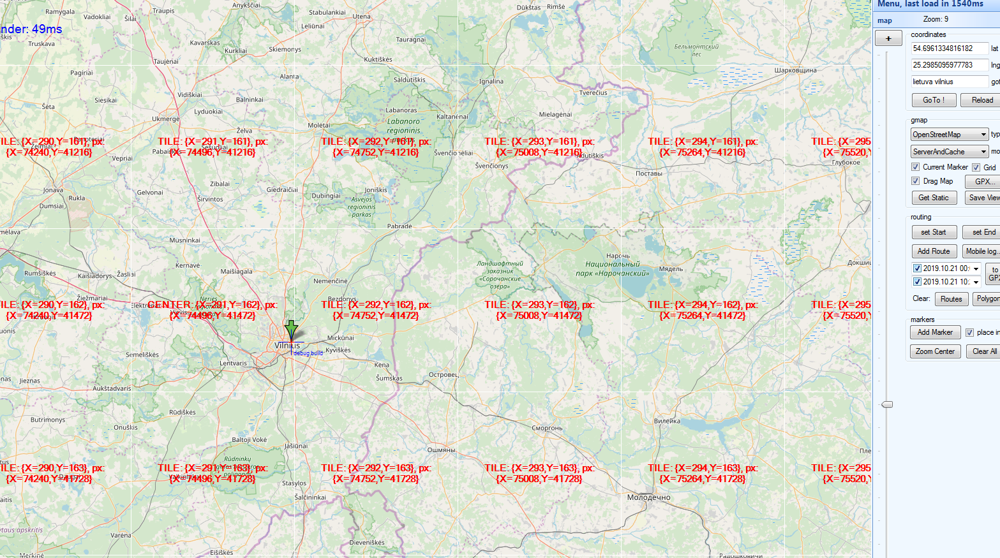 Ramygala
Vadokliai
Šilai
Traupis
Anykščiai
Stabulankiai
Utena
Dūkštas
Rimšė
Menu, last load in 1540ms
map
Zoom: 9
nder: 49ms
Truskava
Leliūnai
Kavarskas
Kurkliai
Skiemonys
Tauragnai
Бельмонтский
лес
+
coordinates
54.6961334816182
lat
25.2985095977783
lng
lietuva vilnius
GoTo !
Reload
Pagiriai
Taujėnai
Alanta
Kuktiškės
Saldutiškis
Ignalina
Шарковщина
Siesikai
Vidiškiai
Balninkai
Tverečius
Šėta
Lyduokiai
Labanoras
Labanoro
regioninis
Kaltanėnai
Mielagėnai
Ukmergė
Želva
Molėtai
gmap
OpenStreetMap
ServerAndCache
Current Marker
Grid
Drag Map
GPX...
Get Static
Save View
TILE: {X=291,Y=161}, px:
{X=74496,Y=41216}
TILE: {X=292,Y=161}, px:
{X=74752,Y=41216}
TILE: {X=293,Y=161}, px:
{X=75008,Y=41216}
TILE: {X=294,Y=161}, px:
{X=75264,Y=41216}
TILE: {X=295
{X=75520,Y
ILE: {X=290,Y=161}, px:
{X=74240,Y=41216}
Vepriai
Švenčionėliai
Švenčionys
Adutiškis
Поставы
Глубокое
Jonava
Rukla
Dumsiai
Gelvonai
Zibalai
Širvintos
Giedraičiai
Dubingiai
Joniškis
Asvejos
regioninis
parkas
Pabradė
routing
set Start
set End
Add Route
Mobile log...
2019.10.21 00:
2019.10.21 10:
to
GPX
Clear:
Routes
Polygon
Musninkai
Kernavė
Maišiagala
Rumšiškės
Kaišiadorys
Žasliai
Nemenčinė
Ландшафтный
заказник
«Сорочанские
озёра»
Нарочь
Национальный
парк «Нарочанский»
Мядель
Докшиц
Žiežmariai
Neries
Bezdonys
ILE: {X=290,Y=162}, px:
{X=74240,Y=41472}
CENTER: {X=291,Y=162}, px:
{X=74496,Y=41472}
TILE: {X=292,Y=162}, px:
{X=74752,Y=41472}
TILE: {X=293,Y=162}, px:
{X=75008,Y=41472}
TILE: {X=294,Y=162}, px:
{X=75264,Y=41472}
TILE: {X=295
{X=75520,Y
markers
Add Marker
place in
Zoom Center
Clear All
Vilnius
debug build
Mickūnai
Kyviškės
Semeliškės
Lentvaris
Kena
Šumskas
Островец
Jieznas
Aukštadvaris
Butrimonys
Onuškis
Rūdiškės
Baltoji Vokė
Jašiūnai
Сморгонь
Вилейка
Ошмяны
Пле
Rūdninkų
ILE: {X=290,Y=163}, px:
{X=74240,Y=41728}
TILE: {X=291,Y=163}, px:
{X=74496,Y=41728}
TILE: {X=292,Y=163}, px:
{X=74752,Y=41728}
TILE: {X=293,Y=163}, px:
{X=75008,Y=41728}
TILE: {X=294,Y=163}, px:
{X=75264,Y=41728}
TILE: {X=295
{X=75520,Y
Stasylos
Šalčininkai
Молодечно
ytaus apskritis
Varėna
Eišiškės
Dieveniškės
Merkinė
Радошковичи